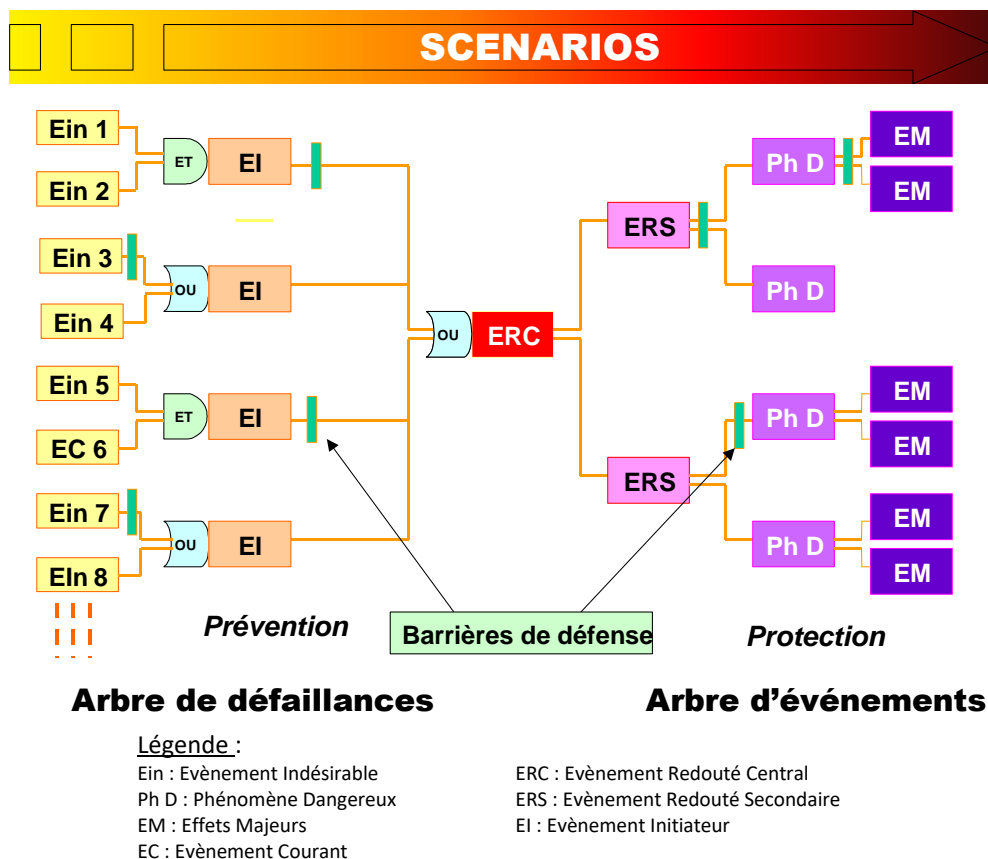 SCENARIOS
Ein 1
Ein 2
ET
EI
Ein 3
Ein 4
OU
EI
Ein 5
EC 6
ET
EI
Ein 7
EIn 8
OU
EI
OU
ERC
ERS
ERS
Ph D
Ph D
Ph D
Ph D
EM
EM
EM
EM
EM
EM
Prévention
Barrières de défense
Protection
Arbre de défaillances
Arbre d’événements
Légende :
Ein : Evènement Indésirable
Ph D : Phénomène Dangereux
EM : Effets Majeurs
EC : Evènement Courant
ERC : Evènement Redouté Central
ERS : Evènement Redouté Secondaire
EI : Evènement Initiateur